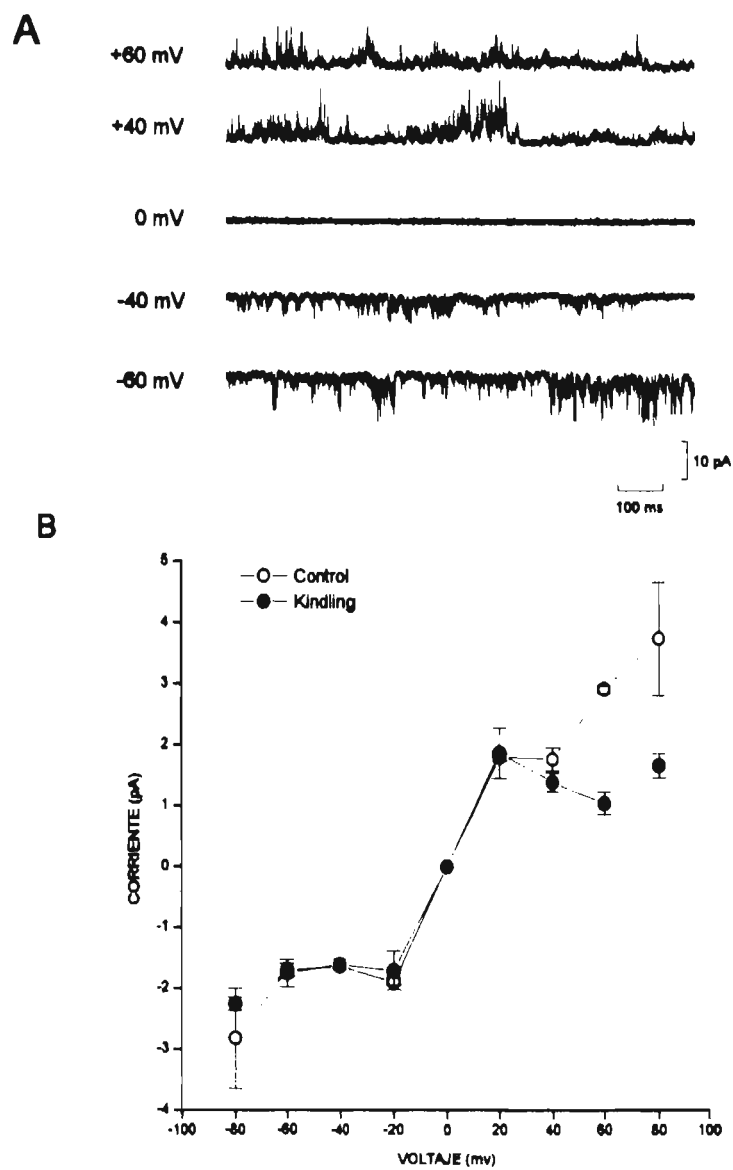 A
+60 mV
+40 mV
0 mV
-40 mV
-60 mV
10 pA
100 ms
B
Control
Kindling
5
4
3
2
1
0
-1
-2
-3
-4
CORRIENTE (pA)
-100 -80 -60 -40 -20 0 20 40 60 80 100
VOLTAJE (mv)